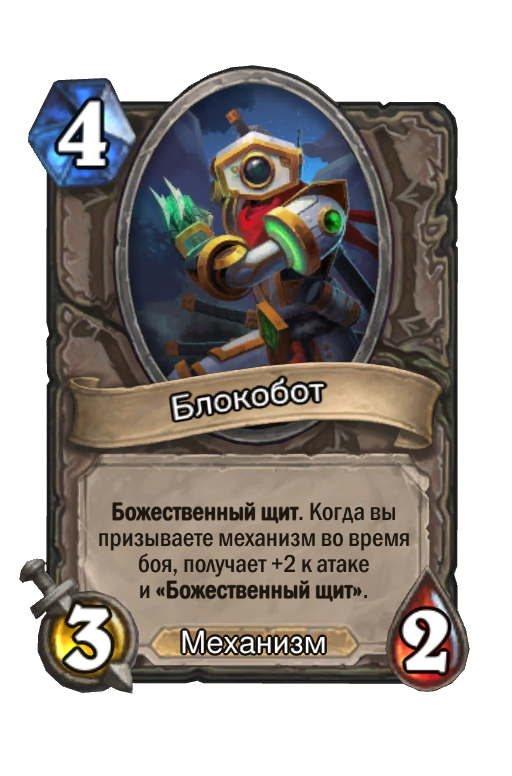 4
Блокобот
Божественный щит. Когда вы
призываете механизм во время
боя, получает +2 к атаке
и «Божественный щит».
3
Механизм
2